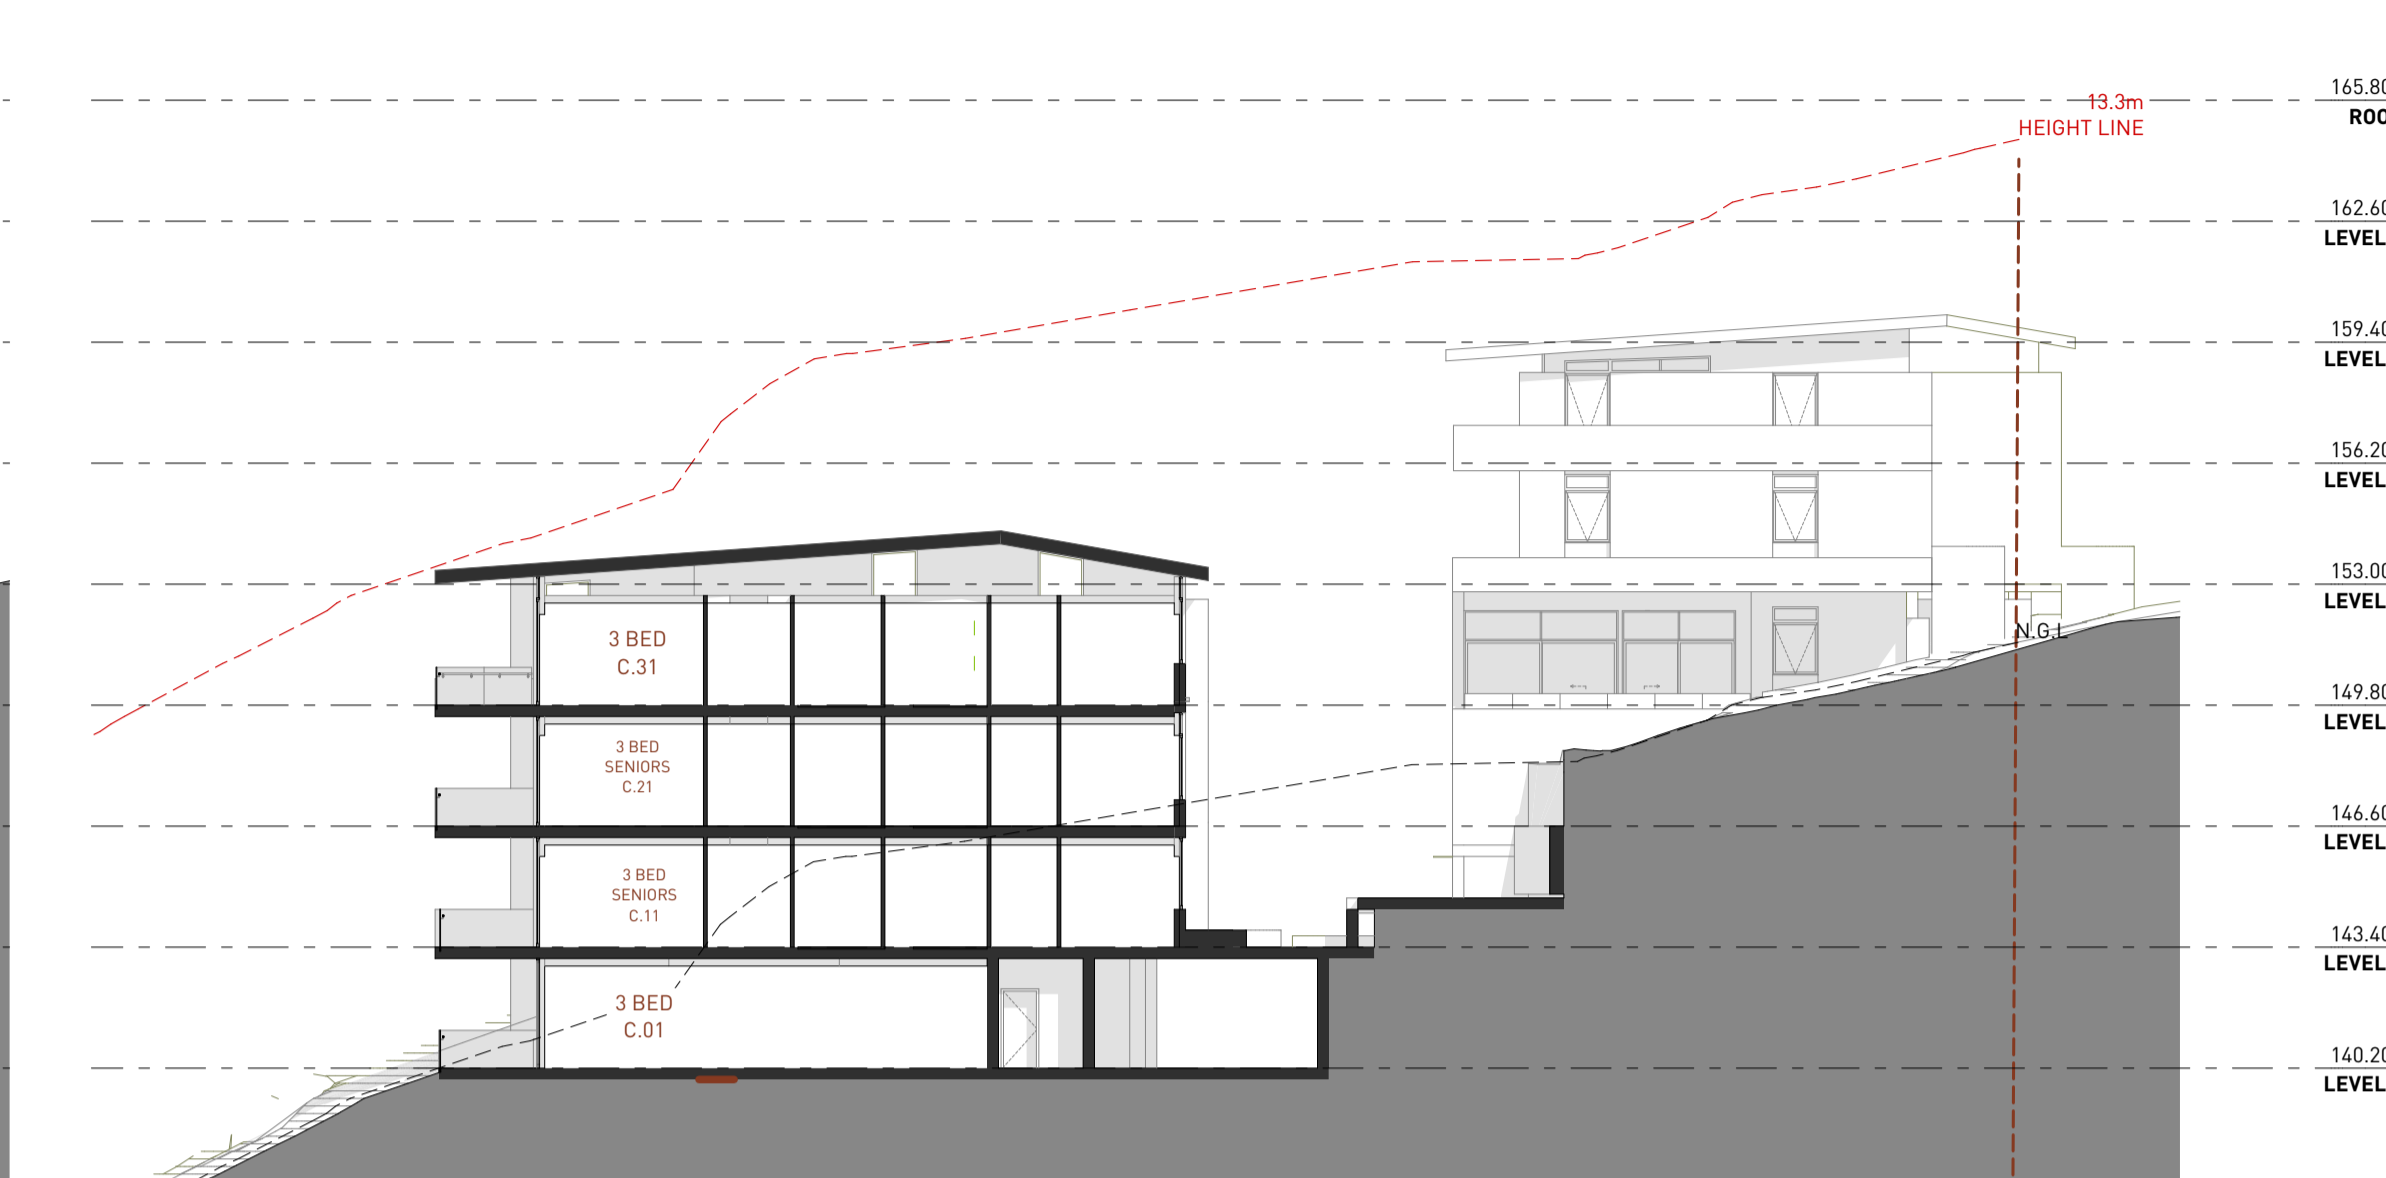 165.80
13.3m
ROO
HEIGHT LINE
162.60
LEVEL
159.40
LEVEL
156.20
LEVEL
153.00
LEVEL
N.G.L
3 BED
C.31
149.80
LEVEL
3 BED
SENIORS
C.21
146.60
LEVEL
3 BED
SENIORS
C.11
143.40
LEVEL
3 BED
C.01
140.20
LEVEL